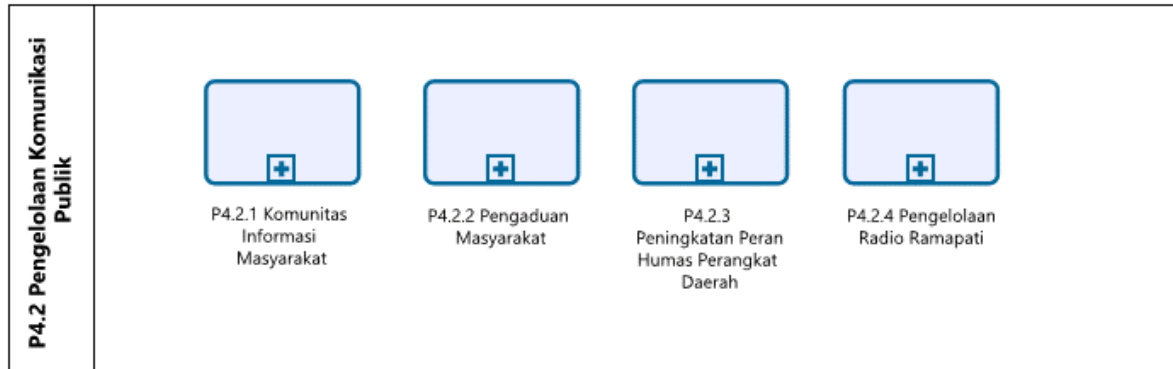 P4.2 Pengelolaan Komunikasi
Publik
P4.2.1 Komunitas
Informasi
Masyarakat
P4.2.2 Pengaduan
Masyarakat
P4.2.3
Peningkatan Peran
Humas Perangkat
Daerah
P4.2.4 Pengelolaan
Radio Ramapati